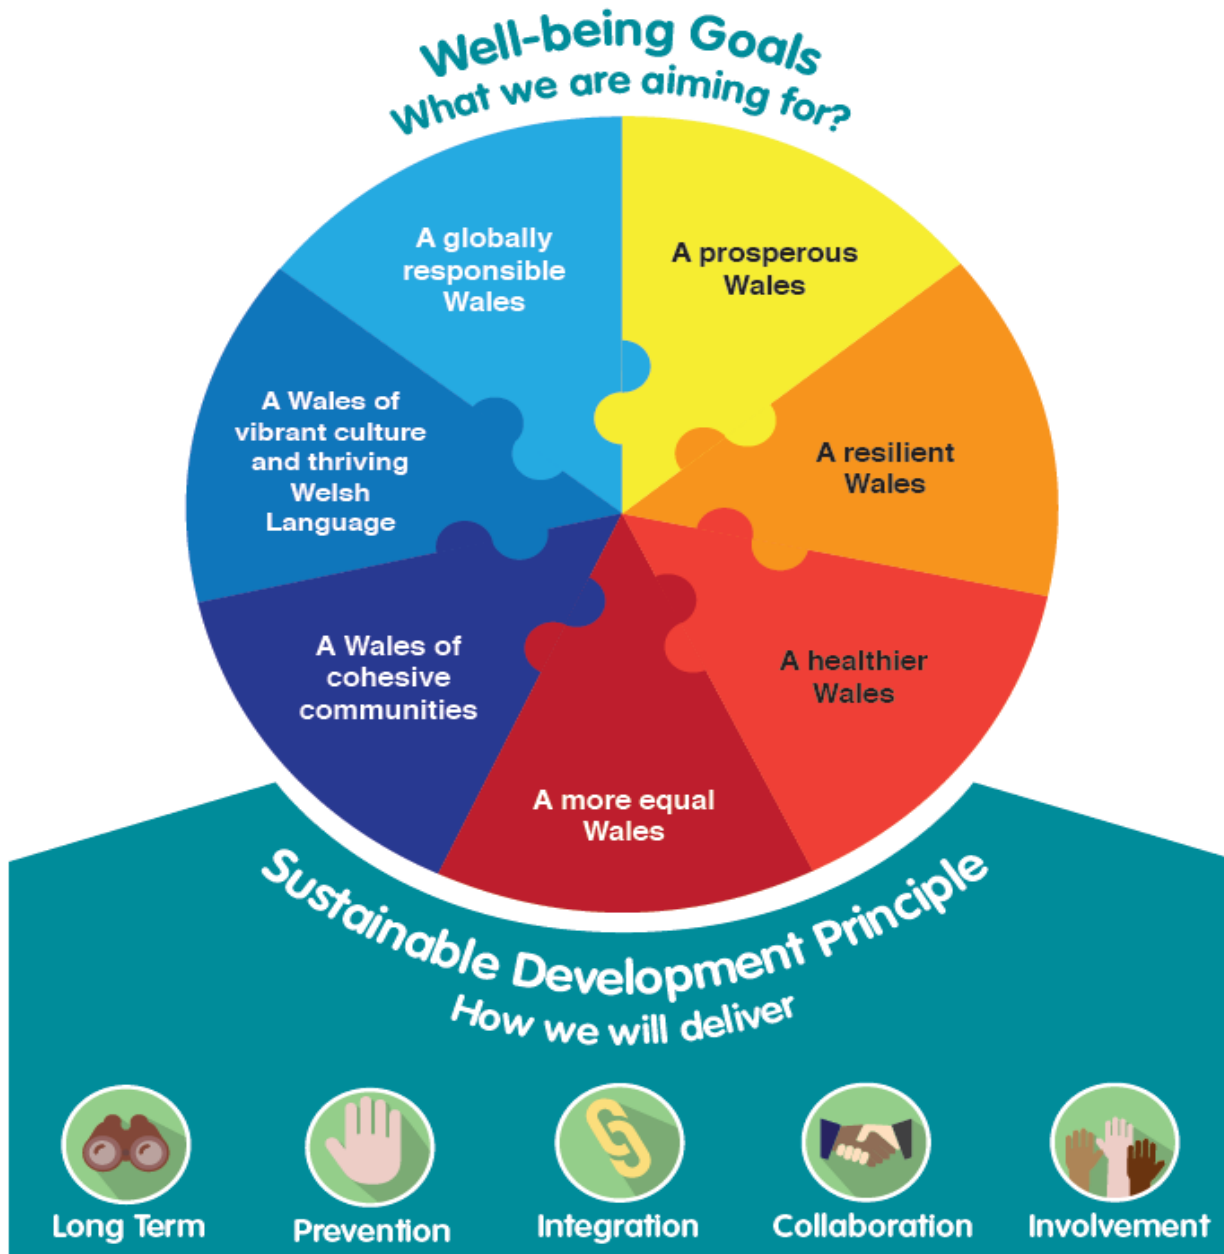 Well-being Goals
What we are aiming for?
A globally
responsible
Wales
A prosperous
Wales
A Wales of
vibrant culture
and thriving
Welsh
Language
A resilient
Wales
A Wales of
cohesive
communities
A healthier
Wales
A more equal
Wales
Sustainable Development Principle
How we will deliver
Long Term
Prevention
Integration
Collaboration
Involvement